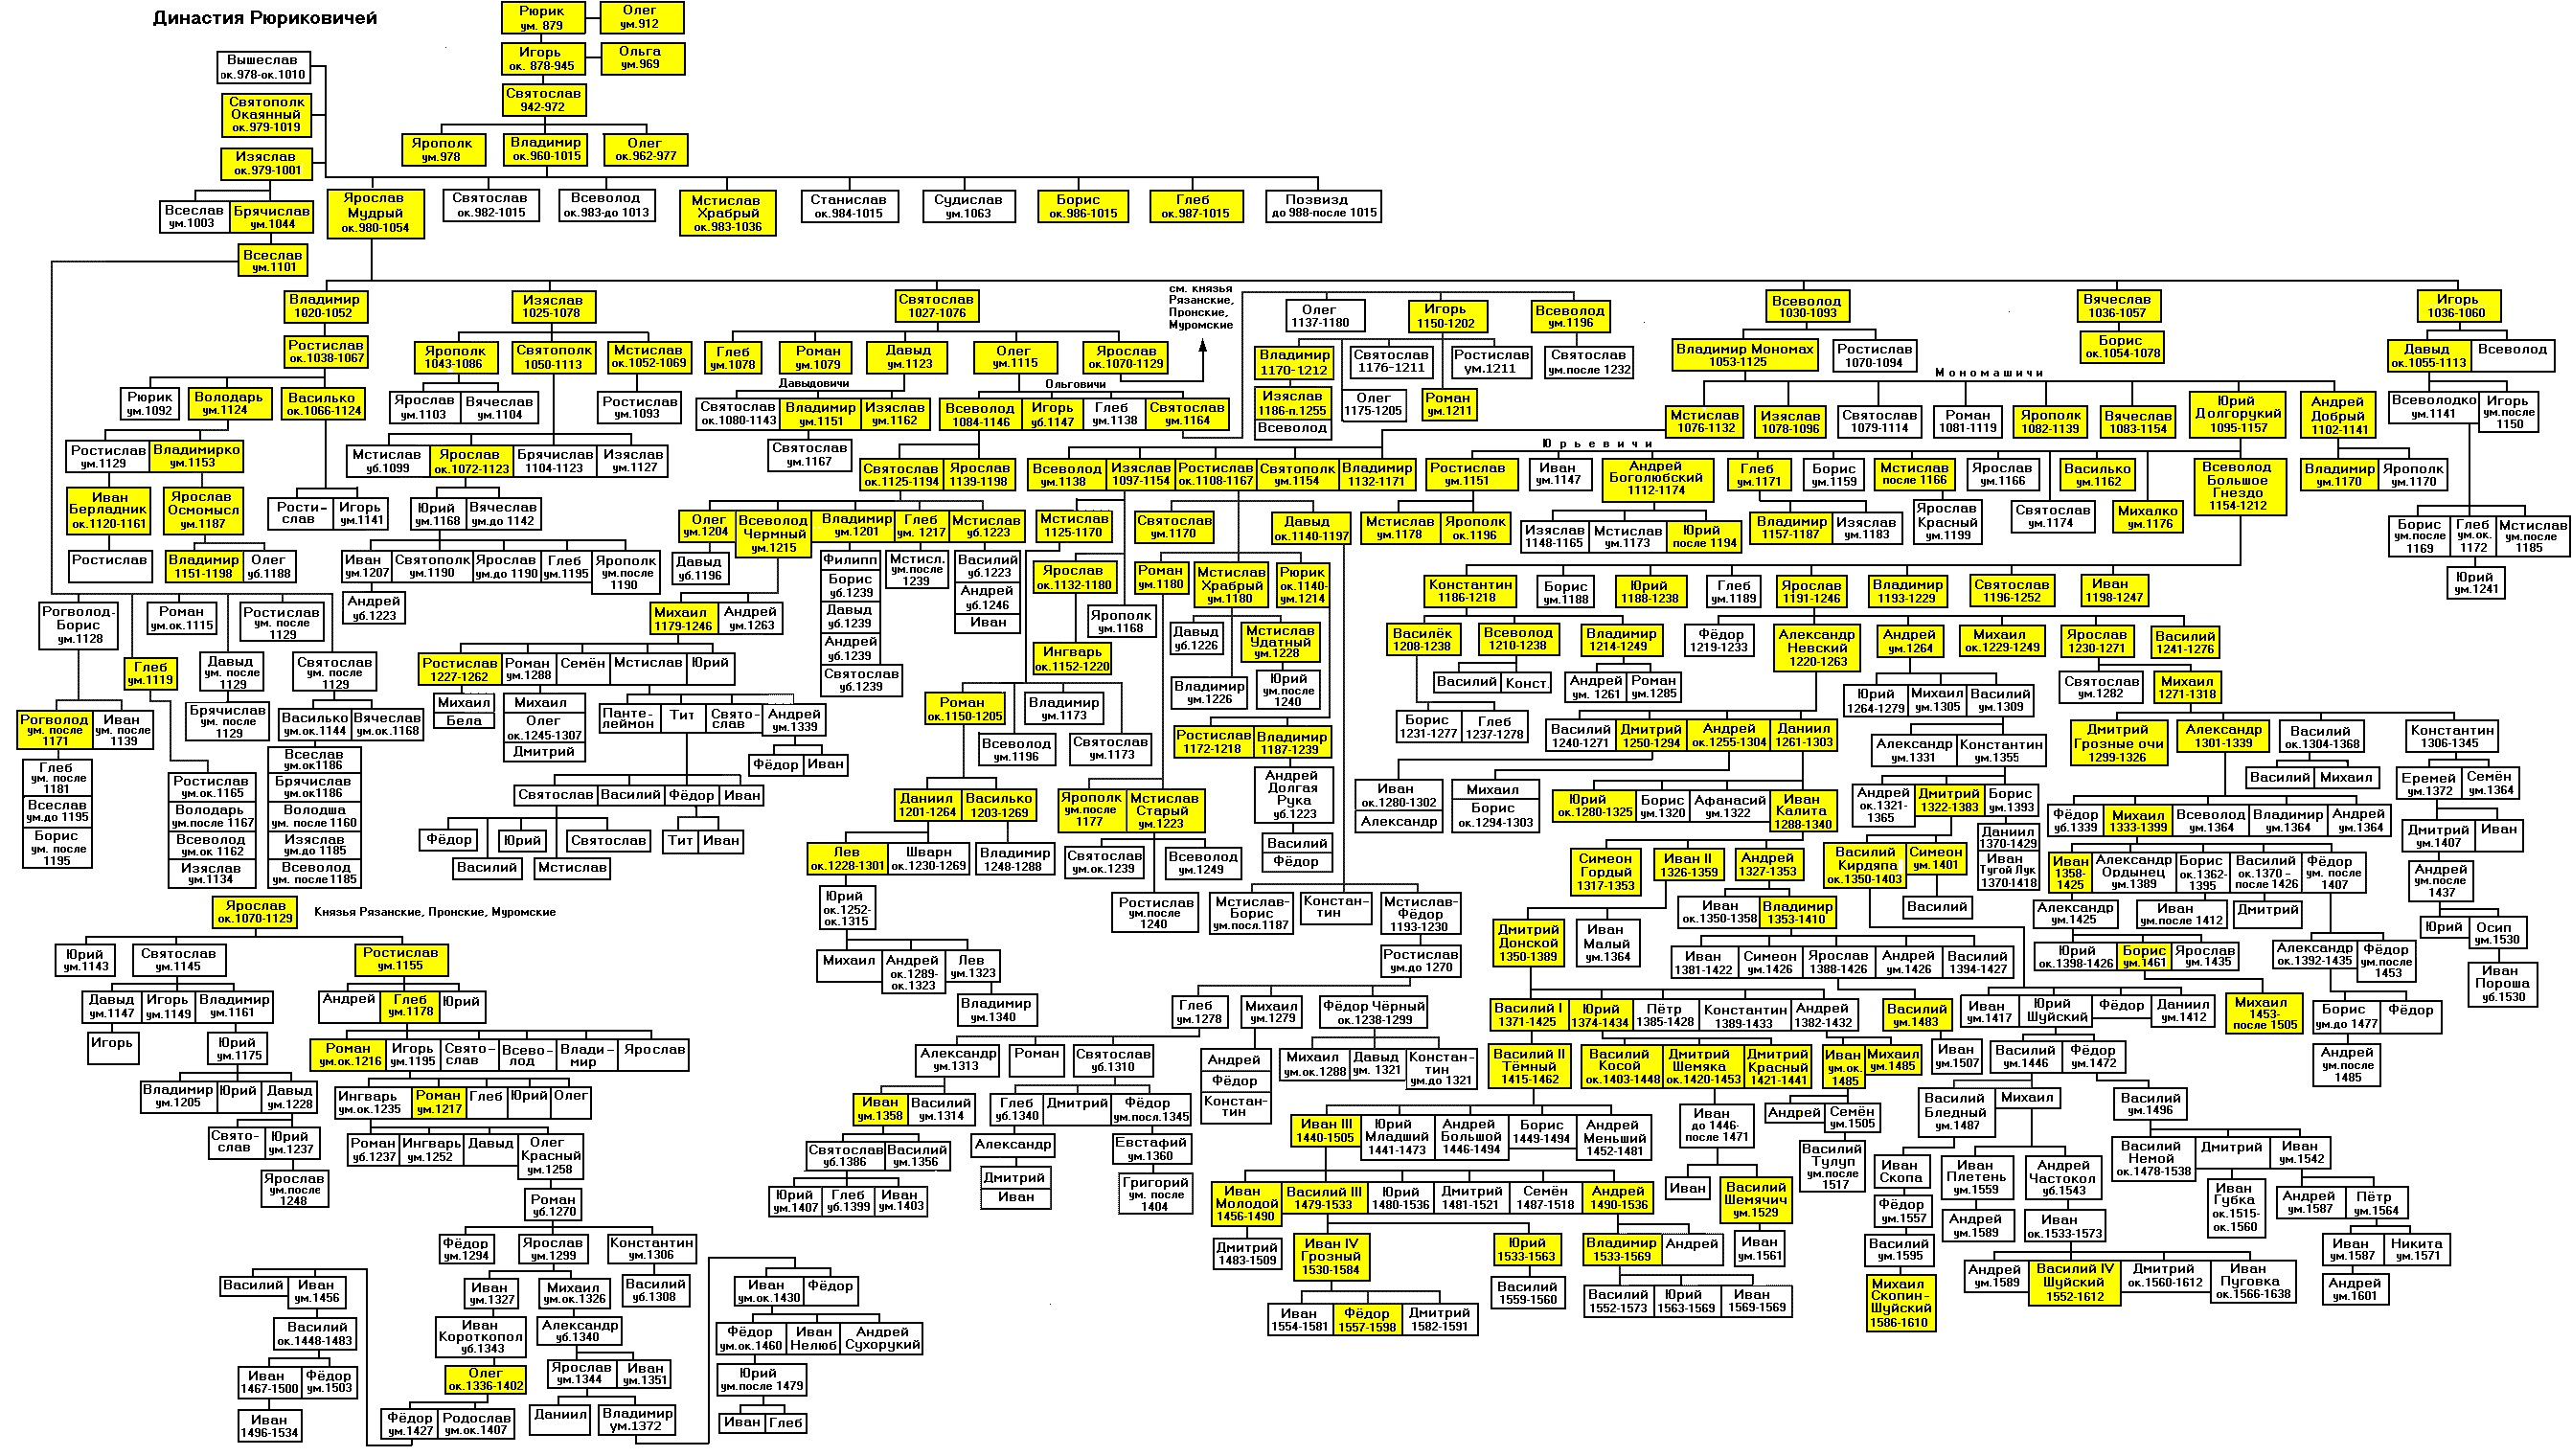 Династия Рюриковичей
Рюрик
ум. 879
Олег
ум.912
Игорь
ок. 878-945
Ольга
ум.969
Святослав
942-972
Ярополк
ум.978
Владимир
ок.960-1015
Олег
ок.962-977
Вышеслав
ок.978-ок.1010
Святополк
Окаянный
ок.979-1019
Изяслав
ок.979-1001
Всеслав
ум.1003
Брячислав
ум.1044
Всеслав
ум.1101
Ярослав
Мудрый
ок.980-1054
Святослав
ок.982-1015
Всеволод
ок.983-до 1013
Мстислав
Храбрый
ок.983-1036
Станислав
ок.984-1015
Судислав
ум.1063
Борис
ок.986-1015
Глеб
ок.987-1015
Позвизд
до 988-после 1015
Владимир
1020-1052
Изяслав
1025-1078
Святослав
1027-1076
см. князья
Рязанские,
Пронские,
Муромские
Олег
1137-1180
Игорь
1150-1202
Всеволод
ум.1196
Всеволод
1030-1093
Вячеслав
1036-1057
Игорь
1036-1060
Ростислав
ок.1038-1067
Ярополк
1043-1086
Святополк
1050-1113
Мстислав
ок.1052-1069
Глеб
ум.1078
Роман
ум.1079
Давыд
ум.1123
Олег
ум.1115
Ярослав
ок.1070-1129
Владимир
1170-1212
Святослав
1176-1211
Ростислав
ум.1211
Святослав
ум.после 1232
Владимир Мономах
1053-1125
Ростислав
1070-1094
Борис
ок.1054-1078
Давыд
ок.1055-1113
Всеволод
Давыдовичи
Ольговичи
Мономашичи
Рюрик
ум.1092
Володарь
ум.1124
Василько
ок.1066-1124
Ярослав
ум.1103
Вячеслав
ум.1104
Ростислав
ум.1093
Святослав
ок.1080-1143
Владимир
ум.1151
Изяслав
ум.1162
Всеволод
1084-1146
Игорь
уб.1147
Глеб
ум.1138
Святослав
ум.1164
Изяслав
1186-п.1255
Всеволод
Олег
1175-1205
Роман
ум.1211
Мстислав
1076-1132
Изяслав
1078-1096
Святослав
1079-1114
Роман
1081-1119
Ярополк
1082-1139
Вячеслав
1083-1154
Юрий
Долгорукий
1095-1157
Андрей
Добрый
1102-1141
Всеволодко
ум.1141
Игорь
ум.после
1150
Юрьевичи
Ростислав
ум.1129
Владимирко
ум.1153
Мстислав
уб.1099
Ярослав
ок.1072-1123
Брячислав
1104-1123
Изяслав
ум.1127
Святослав
ум.1167
Святослав
ок.1125-1194
Ярослав
1139-1198
Всеволод
ум.1138
Изяслав
1097-1154
Ростислав
ок.1108-1167
Святополк
ум.1154
Владимир
1132-1171
Ростислав
ум.1151
Иван
ум.1147
Андрей
Боголюбский
1112-1174
Глеб
ум.1171
Борис
ум.1159
Мстислав
после 1166
Ярослав
ум.1166
Василько
ум.1162
Всеволод
Большое
Гнездо
1154-1212
Владимир
ум.1170
Ярополк
ум.1170
Иван
Берладник
ок.1120-1161
Ярослав
Осмомысл
ум.1187
Рости-
слав
Игорь
ум.1141
Юрий
ум.1168
Вячеслав
ум.до 1142
Олег
ум.1204
Всеволод
Чермный
ум.1215
Владимир
ум.1201
Глеб
ум. 1217
Мстислав
уб.1223
Мстислав
1125-1170
Святослав
ум.1170
Давыд
ок.1140-1197
Мстислав
ум.1178
Ярополк
ок.1196
Изяслав
1148-1165
Мстислав
ум.1173
Юрий
после 1194
Владимир
1157-1187
Изяслав
ум.1183
Ярослав
Красный
ум.1199
Святослав
ум.1174
Михалко
ум.1176
Борис
ум.после
1169
Глеб
ум.ок.
1172
Мстислав
ум.после
1185
Юрий
ум.1241
Ростислав
Владимир
1151-1198
Олег
уб.1188
Иван
ум.1207
Святополк
ум.1190
Ярослав
ум.до 1190
Глеб
ум.1195
Ярополк
ум.после
1190
Андрей
уб.1223
Давыд
уб.1196
Филипп
Борис
уб.1239
Давыд
уб.1239
Андрей
уб.1239
Святослав
уб.1239
Мстисл.
ум.после
1239
Василий
уб.1223
Андрей
уб.1246
Иван
Ярослав
ок.1132-1180
Ярополк
ум.1168
Ингварь
ок.1152-1220
Роман
ум.1180
Мстислав
Храбрый
ум.1180
Рюрик
ок.1140-
ум.1214
Давыд
уб.1226
Мстислав
Удатный
ум.1228
Владимир
ум.1226
Юрий
ум.после
1240
Константин
1186-1218
Борис
ум.1188
Юрий
1188-1238
Глеб
ум.1189
Ярослав
1191-1246
Владимир
1193-1229
Святослав
1196-1252
Иван
1198-1247
Рогволод-
Борис
ум.1128
Роман
ум.ок.1115
Ростислав
ум. после
1129
Глеб
ум.1119
Давыд
ум. после
1129
Святослав
ум. после
1129
Михаил
1179-1246
Андрей
ум.1263
Ростислав
1227-1262
Роман
ум.1288
Семён
Мстислав
Юрий
Михаил
Бела
Михаил
Олег
ок.1245-1307
Дмитрий
Панте-
леймон
Тит
Свято-
слав
Андрей
ум.1339
Фёдор
Иван
Василёк
1208-1238
Всеволод
1210-1238
Владимир
1214-1249
Фёдор
1219-1233
Александр
Невский
1220-1263
Андрей
ум.1264
Михаил
ок.1229-1249
Ярослав
1230-1271
Василий
1241-1276
Василий
Конст.
Андрей
ум. 1261
Роман
ум.1285
Юрий
1264-1279
Михаил
ум.1305
Василий
ум.1309
Святослав
ум.1282
Михаил
1271-1318
Рогволод
ум. после
1171
Иван
ум. после
1139
Брячислав
ум. после
1129
Василько
ум.ок.1144
Вячеслав
ум.ок.1168
Роман
ок.1150-1205
Всеволод
ум.1196
Владимир
ум.1173
Святослав
ум.1173
Ростислав
1172-1218
Владимир
1187-1239
Борис
1231-1277
Глеб
1237-1278
Василий
1240-1271
Дмитрий
1250-1294
Андрей
ок.1255-1304
Даниил
1261-1303
Александр
ум.1331
Константин
ум.1355
Дмитрий
Грозные очи
1299-1326
Александр
1301-1339
Василий
ок.1304-1368
Константин
1306-1345
Глеб
ум. после
1181
Всеслав
ум.до 1195
Борис
ум. после
1195
Ростислав
ум.ок.1165
Володарь
ум.после 1167
Всеволод
ум.ок 1162
Изяслав
ум.1134
Всеслав
ум.ок1186
Брячислав
ум.ок1186
Володша
ум.после 1160
Изяслав
ум.до 1185
Всеволод
ум. после1185
Святослав
Василий
Фёдор
Иван
Фёдор
Юрий
Святослав
Василий
Мстислав
Тит
Иван
Даниил
1201-1264
Василько
1203-1269
Лев
ок.1228-1301
Шварн
ок.1230-1269
Владимир
1248-1288
Ярополк
ум.после
1177
Мстислав
Старый
ум.1223
Святослав
ок.1239
Всеволод
ум.1249
Ростислав
ум.после
1240
Андрей
Долгая
Рука
уб.1223
Василий
Фёдор
Иван
ок.1280-1302
Александр
Михаил
Борис
ок.1294-1303
Юрий
ок.1280-1325
Борис
ум.1320
Афанасий
ум.1322
Иван
Калита
1288-1340
Андрей
ок.1321-
1365
Дмитрий
1322-1383
Борис
ум.1393
Даниил
1370-1429
Иван
Тугой Лук
1370-1418
Василий
Михаил
Еремей
ум.1372
Семён
ум.1364
Фёдор
уб.1339
Михаил
1333-1399
Всеволод
ум.1364
Владимир
ум.1364
Андрей
ум.1364
Дмитрий
ум.1407
Иван
Андрей
ум.после
1437
Юрий
Осип
ум.1530
Иван
Пороша
уб.1530
Симеон
Гордый
1317-1353
Иван II
1326-1359
Андрей
1327-1353
Василий
Кирдяпа
ок.1350-1403
Симеон
ум.1401
Василий
Иван
1358-
1425
Александр
Ордынец
ум.1389
Борис
ок.1362-
1395
Василий
ок.1370 -
после 1426
Фёдор
ум. после
1407
Александр
ум.1425
Иван
ум.после 1412
Дмитрий
Юрий
ок.1398-1426
Борис
ум.1461
Ярослав
ум.1435
Михаил
1453-
после 1505
Александр
ок.1392-1435
Фёдор
ум.после
1453
Борис
ум.до 1477
Фёдор
Андрей
ум.после
1485
Юрий
ок.1252-
ок.1315
Михаил
Андрей
ок.1289-
ок.1323
Лев
ум.1323
Владимир
ум.1340
Мстислав-
Борис
ум.посл.1187
Констан-
тин
Мстислав-
Фёдор
1193-1230
Ростислав
ум.до 1270
Глеб
ум.1278
Михаил
ум.1279
Фёдор Чёрный
ок.1238-1299
Дмитрий
Донской
1350-1389
Иван
Малый
ум.1364
Иван
ок.1350-1358
Владимир
1353-1410
Иван
1381-1422
Симеон
ум.1426
Ярослав
1388-1426
Андрей
ум.1426
Василий
1394-1427
Ярослав
ок.1070-1129
Князья Рязанские, Пронские, Муромские
Юрий
ум.1143
Святослав
ум.1145
Ростислав
ум.1155
Давыд
ум.1147
Игорь
ум.1149
Владимир
ум.1161
Андрей
Глеб
ум.1178
Юрий
Игорь
Юрий
ум.1175
Роман
ум.ок.1216
Игорь
ум.1195
Свято-
слав
Всево-
лод
Влади-
мир
Ярослав
Владимир
ум.1205
Юрий
Давыд
ум.1228
Ингварь
ум.ок.1235
Роман
ум.1217
Глеб
Юрий
Олег
Свято-
слав
Юрий
ум.1237
Ярослав
ум.после
1248
Роман
уб.1237
Ингварь
ум.1252
Давыд
Олег
Красный
ум.1258
Роман
уб.1270
Фёдор
ум.1294
Ярослав
ум.1299
Константин
ум.1306
Иван
ум.1327
Михаил
ум.ок.1326
Василий
уб.1308
Иван
Короткопол
уб.1343
Александр
уб.1340
Олег
ок.1336-1402
Ярослав
ум.1344
Иван
ум.1351
Фёдор
ум.1427
Родослав
ум.ок.1407
Даниил
Владимир
ум.1372
Василий
Иван
ум.1456
Василий
ок.1448-1483
Иван
1467-1500
Фёдор
ум.1503
Иван
1496-1534
Иван
ум.ок.1430
Фёдор
Фёдор
ум.ок.1460
Иван
Нелюб
Андрей
Сухорукий
Юрий
ум.после 1479
Иван
Глеб
Александр
ум.1313
Роман
Святослав
ум.1310
Иван
ум.1358
Василий
ум.1314
Глеб
уб.1340
Дмитрий
Фёдор
ум.посл.1345
Святослав
уб.1386
Василий
ум.1356
Юрий
ум.1407
Глеб
уб.1399
Иван
ум.1403
Александр
Дмитрий
Иван
Евстафий
ум.1360
Григорий
ум. после
1404
Андрей
Фёдор
Констан-
тин
Михаил
ум.ок.1288
Давыд
ум. 1321
Констан-
тин
ум.до 1321
Василий I
1371-1425
Юрий
1374-1434
Пётр
1385-1428
Константин
1389-1433
Андрей
1382-1432
Василий
ум.1483
Василий II
Тёмный
1415-1462
Василий
Косой
ок.1403-1448
Дмитрий
Шемяка
ок.1420-1453
Дмитрий
Красный
1421-1441
Иван
ум.ок.
1485
Михаил
ум.1485
Иван
ум.1507
Иван
до 1446-
после 1471
Андрей
Семён
ум.1505
Василий
Тулуп
ум.после
1517
Иван
Василий
Шемячич
ум.1529
Иван
ум.1561
Иван III
1440-1505
Юрий
Младший
1441-1473
Андрей
Большой
1446-1494
Борис
1449-1494
Андрей
Меньший
1452-1481
Иван
Молодой
1456-1490
Василий III
1479-1533
Юрий
1480-1536
Дмитрий
1481-1521
Семён
1487-1518
Андрей
1490-1536
Дмитрий
1483-1509
Иван IV
Грозный
1530-1584
Юрий
1533-1563
Владимир
1533-1569
Андрей
Иван
1554-1581
Фёдор
1557-1598
Дмитрий
1582-1591
Василий
1559-1560
Василий
1552-1573
Юрий
1563-1569
Иван
1569-1569
Иван
ум.1417
Юрий
Шуйский
Фёдор
Даниил
ум.1412
Василий
ум.1446
Фёдор
ум.1472
Василий
Бледный
ум.1487
Михаил
Василий
ум.1496
Иван
Скопа
Фёдор
ум.1557
Василий
ум.1595
Михаил
Скопин-
Шуйский
1586-1610
Иван
Плетень
ум.1559
Андрей
ум.1589
Андрей
Частокол
уб.1543
Иван
1533-1573
Андрей
уб.1589
Василий IV
Шуйский
1552-1612
Дмитрий
ок.1560-1612
Иван
Пуговка
ок.1566-1638
Василий
Немой
ок.1478-1538
Дмитрий
Иван
ум.1542
Иван
Губка
ок.1515-
ок.1560
Андрей
ум.1587
Пётр
ум.1564
Иван
ум.1587
Никита
ум.1571
Андрей
ум.1601